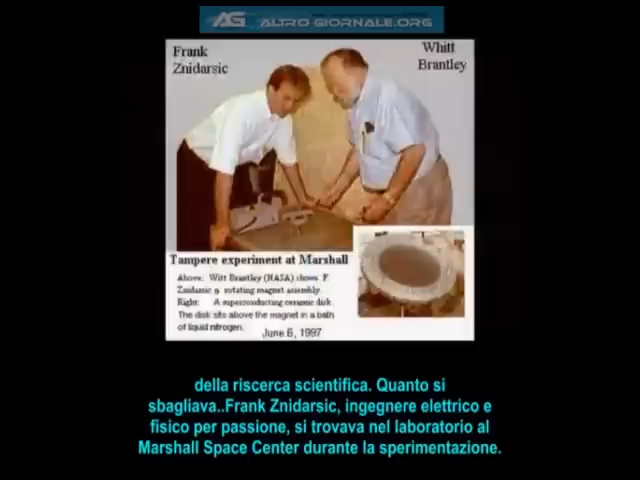 AG ALTROGIORNALE.ORG
Frank
Znidarsic
Whitt
Brantley
Tampere experiment at Marshall
Above: Witt Brantley (NASA) shows F.
Znidarsic a rotating magnet assembly.
Right: A superconducting ceramic disk.
The disk sits above the magnet in a bath
of liquid nitrogen.
June 6, 1997
della riscerca scientifica. Quanto si
sbagliava..Frank Znidarsic, ingegnere elettrico e
fisico per passione, si trovava nel laboratorio al
Marshall Space Center durante la sperimentazione.